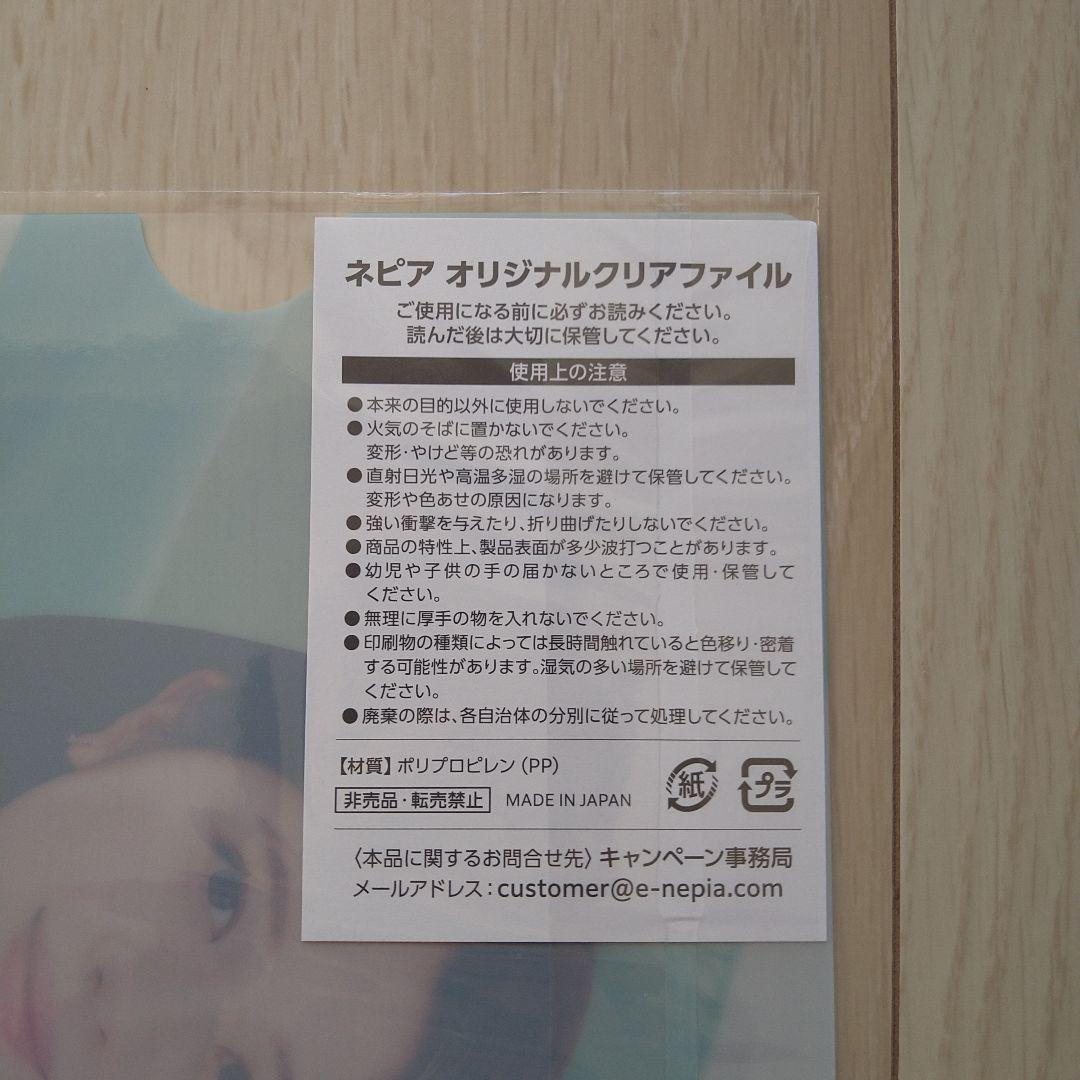 ネピア オリジナルクリアファイル
ご使用になる前に必ずお読みください。
読んだ後は大切に保管してください。
使用上の注意
●本来の目的以外に使用しないでください。
●火気のそばに置かないでください。
変形・やけど等の恐れがあります。
●直射日光や高温多湿の場所を避けて保管してください。
変形や色あせの原因になります。
●強い衝撃を与えたり、折り曲げたりしないでください。
●商品の特性上、製品表面が多少波打つことがあります。
●幼児や子供の手の届かないところで使用・保管して
ください。
●無理に厚手の物を入れないでください。
●印刷物の種類によっては長時間触れていると色移り・密着
する可能性があります。湿気の多い場所を避けて保管して
ください。
●廃棄の際は、各自治体の分別に従って処理してください。
【材質】ポリプロピレン（PP）
非売品・転売禁止 MADE IN JAPAN
紙 プラ
〈本品に関するお問合せ先〉キャンペーン事務局
メールアドレス：customer@e-nepia.com